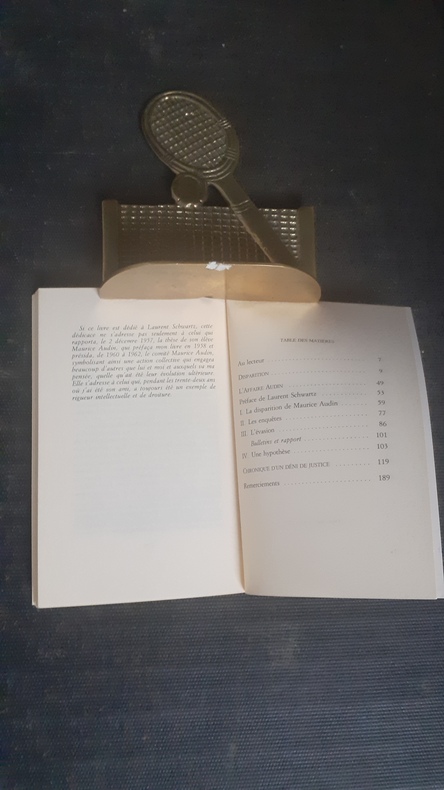 Si ce livre est dédié à Laurent Schwartz, cette
dédicace ne s'adresse pas seulement à celui qui
rapporta, le 2 décembre 1957, la thèse de son élève
Maurice Audin, qui préfaça mon livre en 1958 et
présida, de 1960 à 1962, le comité Maurice Audin,
symbolisant ainsi une action collective qui engagea
beaucoup d'autres que lui et moi et auxquels va ma
pensée, quelle qu'ait été leur évolution ultérieure.
Elle s'adresse à celui qui, pendant les trente-deux ans
où j'ai été son ami, a toujours été un exemple de
rigueur intellectuelle et de droiture.
TABLE DES MATIÈRES
Au lecteur 7
DISPARITION 9
L'AFFAIRE AUDIN 49
Préface de Laurent Schwartz 53
I. La disparition de Maurice Audin 59
II. Les enquêtes 77
III. L'évasion 86
Bulletin et rapport 101
IV. Une hypothèse 103
CHRONIQUE D'UN DÉNI DE JUSTICE 119
Remerciements 189